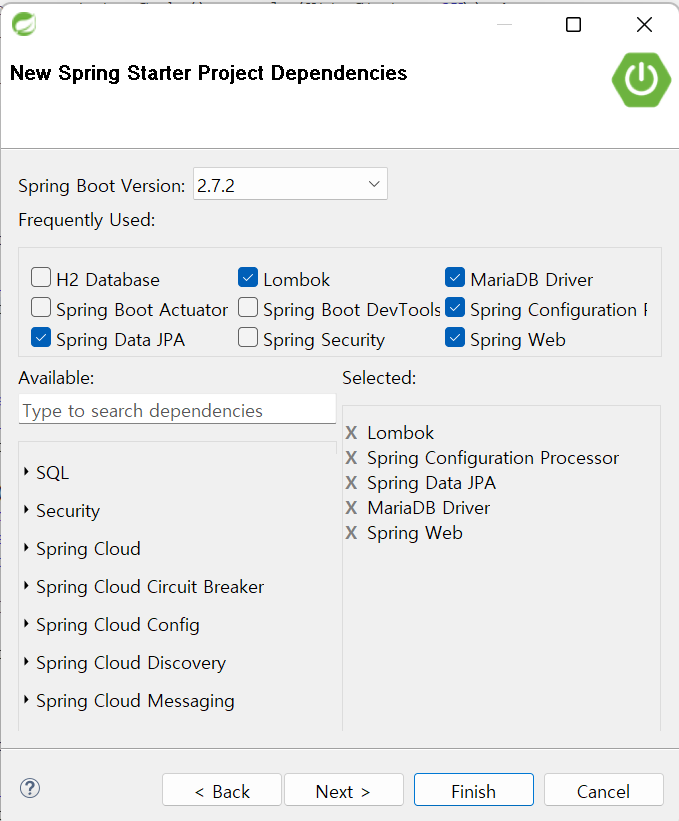 New Spring Starter Project Dependencies
Spring Boot Version: 2.7.2
Frequently Used:
H2 Database Lombok MariaDB Driver
Spring Boot Actuator Spring Boot DevTools Spring Configuration
Spring Data JPA Spring Security Spring Web
Available: Selected:
Type to search dependencies
X Lombok
X Spring Configuration Processor
X Spring Data JPA
X MariaDB Driver
X Spring Web
SQL
Security
Spring Cloud
Spring Cloud Circuit Breaker
Spring Cloud Config
Spring Cloud Discovery
Spring Cloud Messaging
? < Back Next > Finish Cancel